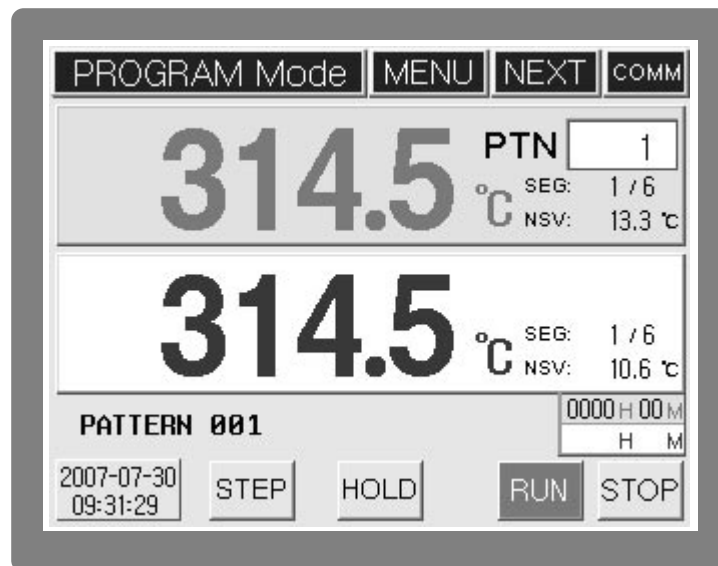 PROGRAM Mode MENU NEXT COMM
314.5 °C PTN 1
SEG: 1 / 6
NSV: 13.3 ℃
314.5 °C SEG: 1 / 6
NSV: 10.6 ℃
PATTERN 001
0000 H 00 M
H M
2007-07-30
09:31:29
STEP HOLD RUN STOP